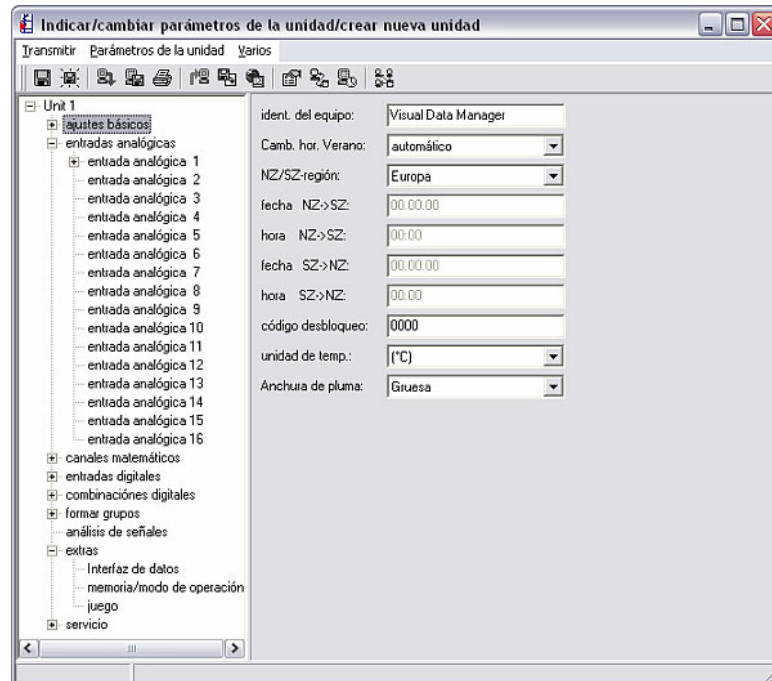 Indicar/cambiar parámetros de la unidad/crear nueva unidad
Transmitir Parámetros de la unidad Varios
Unit 1
ajustes básicos
entradas analógicas
entrada analógica 1
entrada analógica 2
entrada analógica 3
entrada analógica 4
entrada analógica 5
entrada analógica 6
entrada analógica 7
entrada analógica 8
entrada analógica 9
entrada analógica 10
entrada analógica 11
entrada analógica 12
entrada analógica 13
entrada analógica 14
entrada analógica 15
entrada analógica 16
canales matemáticos
entradas digitales
combinaciónes digitales
formar grupos
análisis de señales
extras
Interfaz de datos
memoria/modo de operación
juego
servicio
ident. del equipo: Visual Data Manager
Camb. hor. Verano: automático
NZ/SZ-región: Europa
fecha NZ->SZ: 00.00.00
hora NZ->SZ: 00:00
fecha SZ->NZ: 00.00.00
hora SZ->NZ: 00:00
código desbloqueo: 0000
unidad de temp.: (°C)
Anchura de pluma: Gruesa